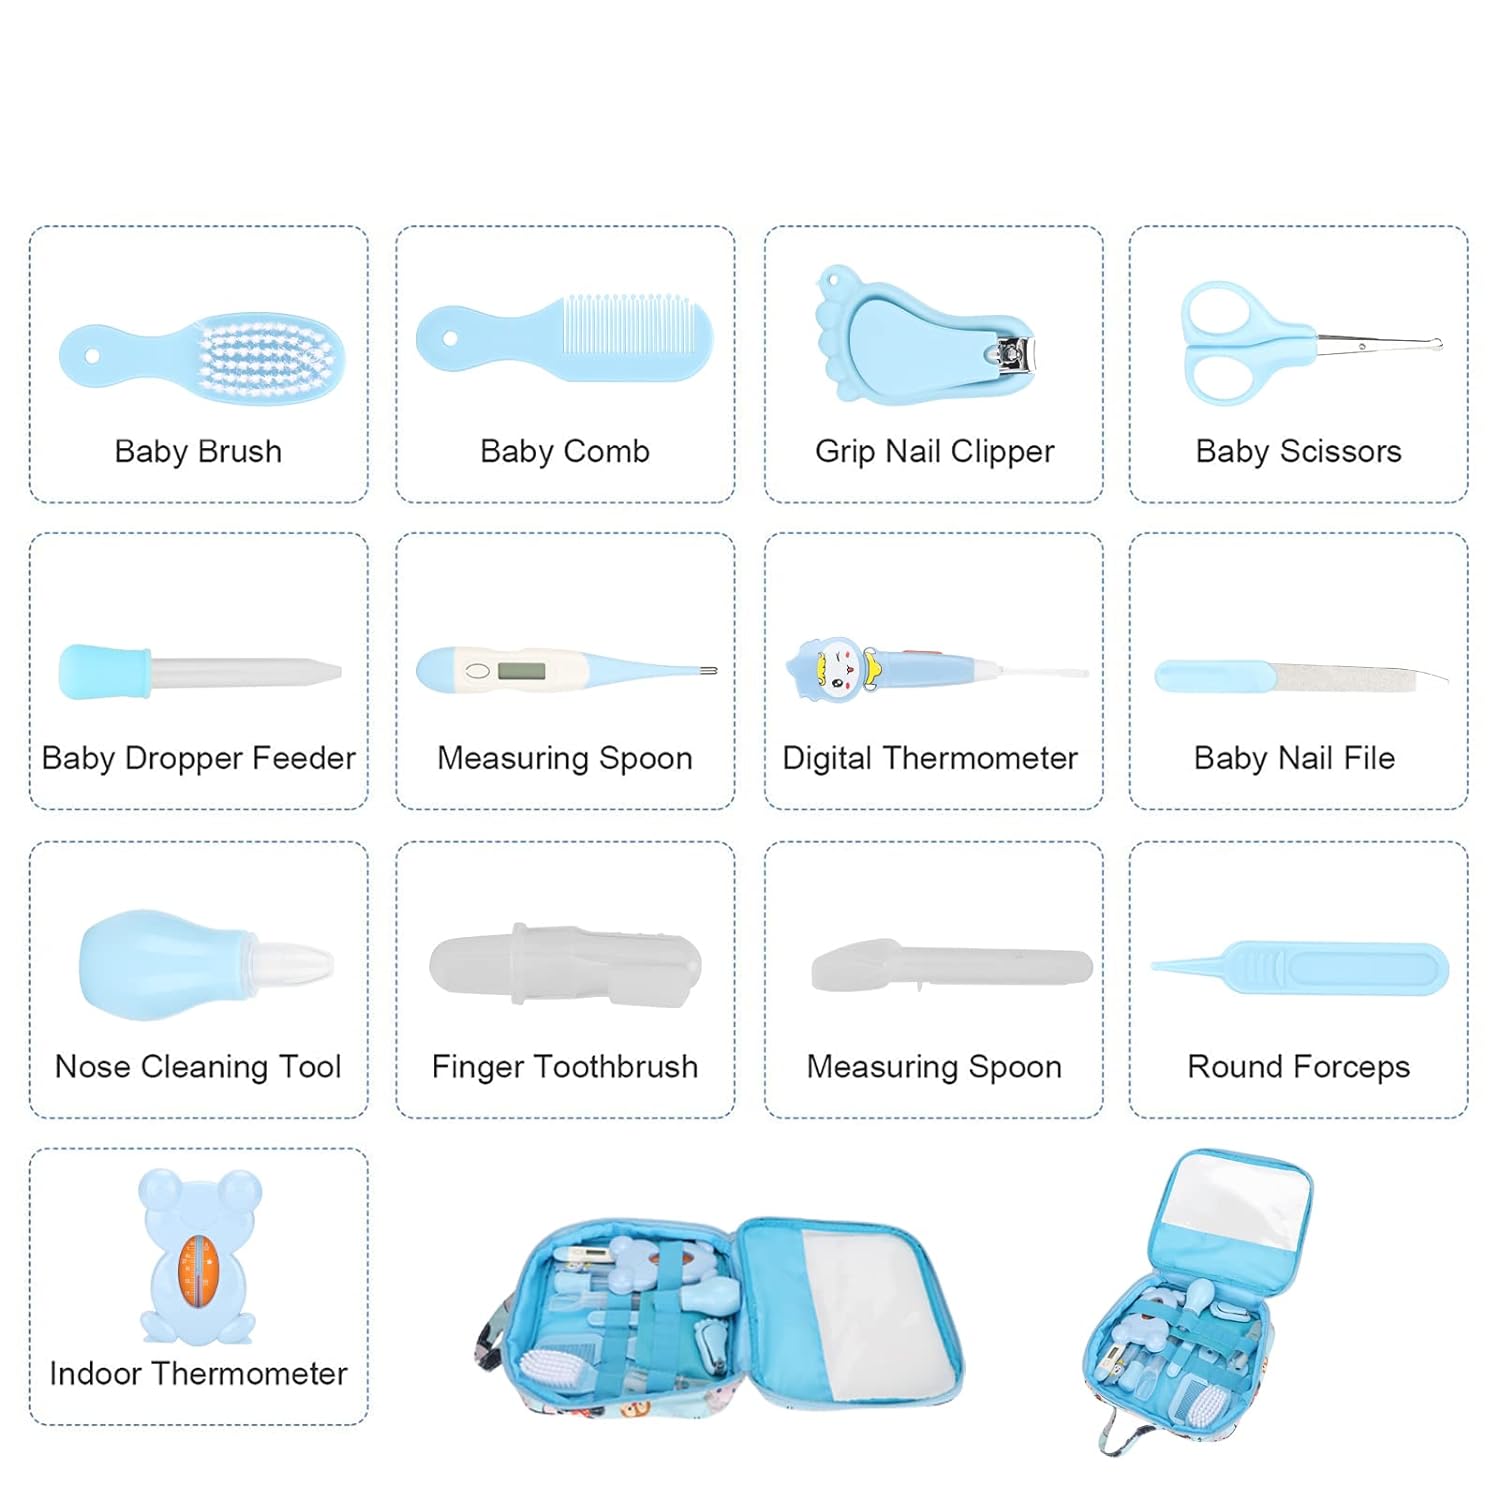 Baby Brush
Baby Comb
Grip Nail Clipper
Baby Scissors
Baby Dropper Feeder
Measuring Spoon
Digital Thermometer
Baby Nail File
Nose Cleaning Tool
Finger Toothbrush
Measuring Spoon
Round Forceps
Indoor Thermometer